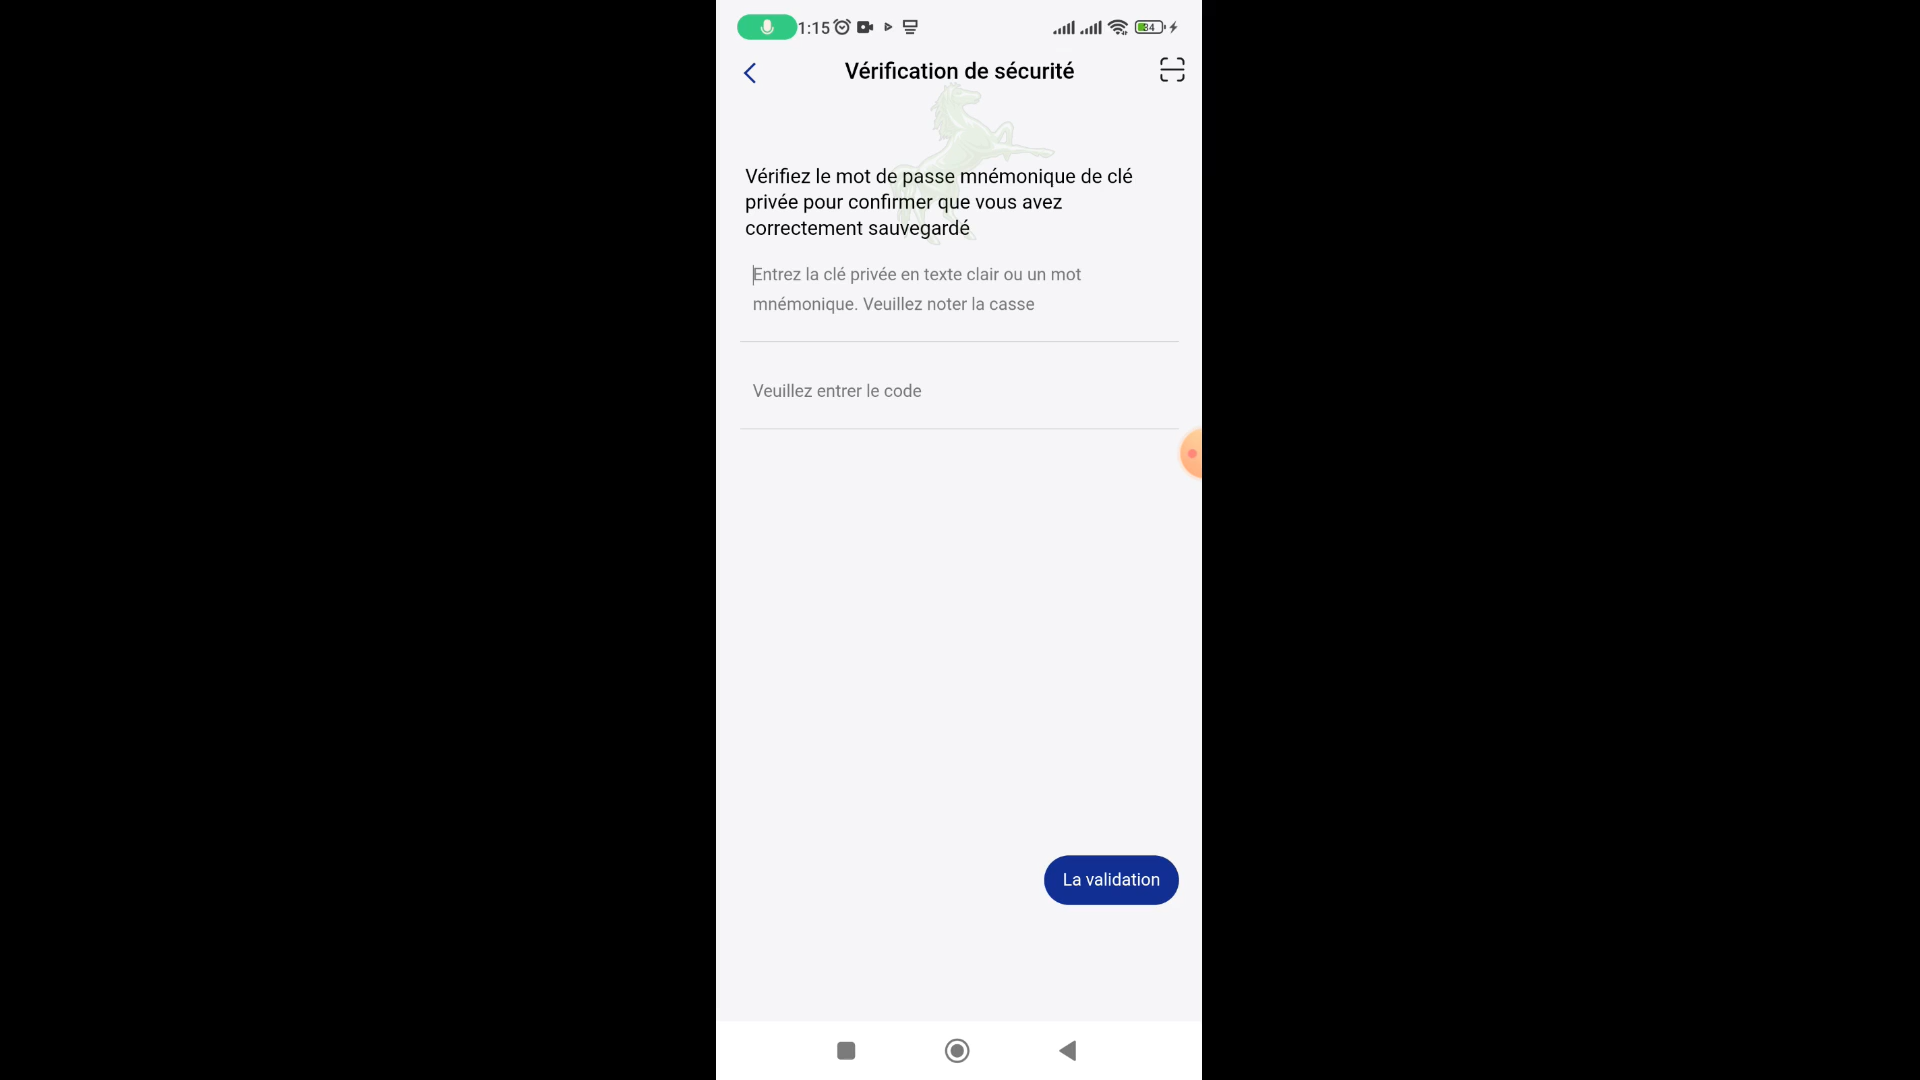 1:15
34
Vérification de sécurité
Vérifiez le mot de passe mnémonique de clé
privée pour confirmer que vous avez
correctement sauvegardé
Entrez la clé privée en texte clair ou un mot
mnémonique. Veuillez noter la casse
Veuillez entrer le code
La validation